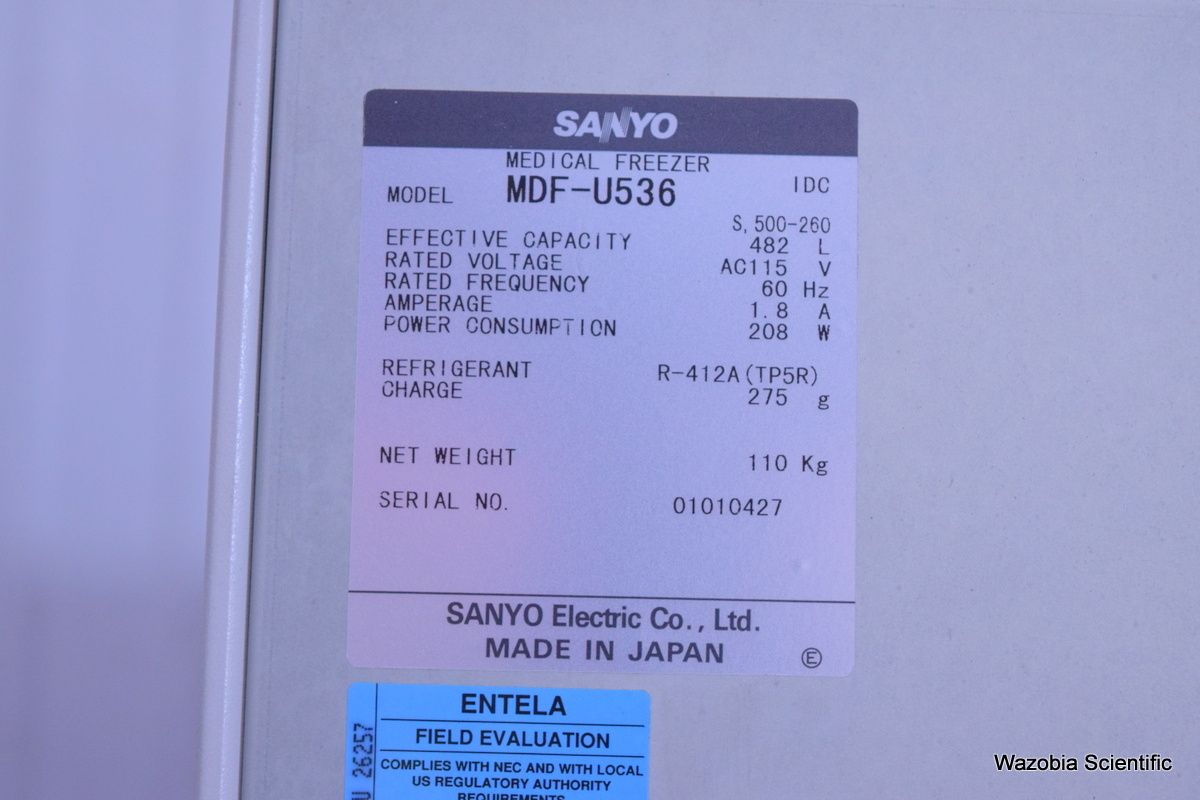 SANYO
MEDICAL FREEZER
MODEL MDF-U536 IDC
S,500-260
EFFECTIVE CAPACITY 482 L
RATED VOLTAGE AC115 V
RATED FREQUENCY 60 Hz
AMPERAGE 1.8 A
POWER CONSUMPTION 208 W
REFRIGERANT R-412A(TP5R)
CHARGE 275 g
NET WEIGHT 110 Kg
SERIAL NO. 01010427
SANYO Electric Co., Ltd.
MADE IN JAPAN Ⓔ
ENTELA
FIELD EVALUATION
COMPLIES WITH NEC AND WITH LOCAL
US REGULATORY AUTHORITY
REQUIREMENTS
26257
Wazobia Scientific